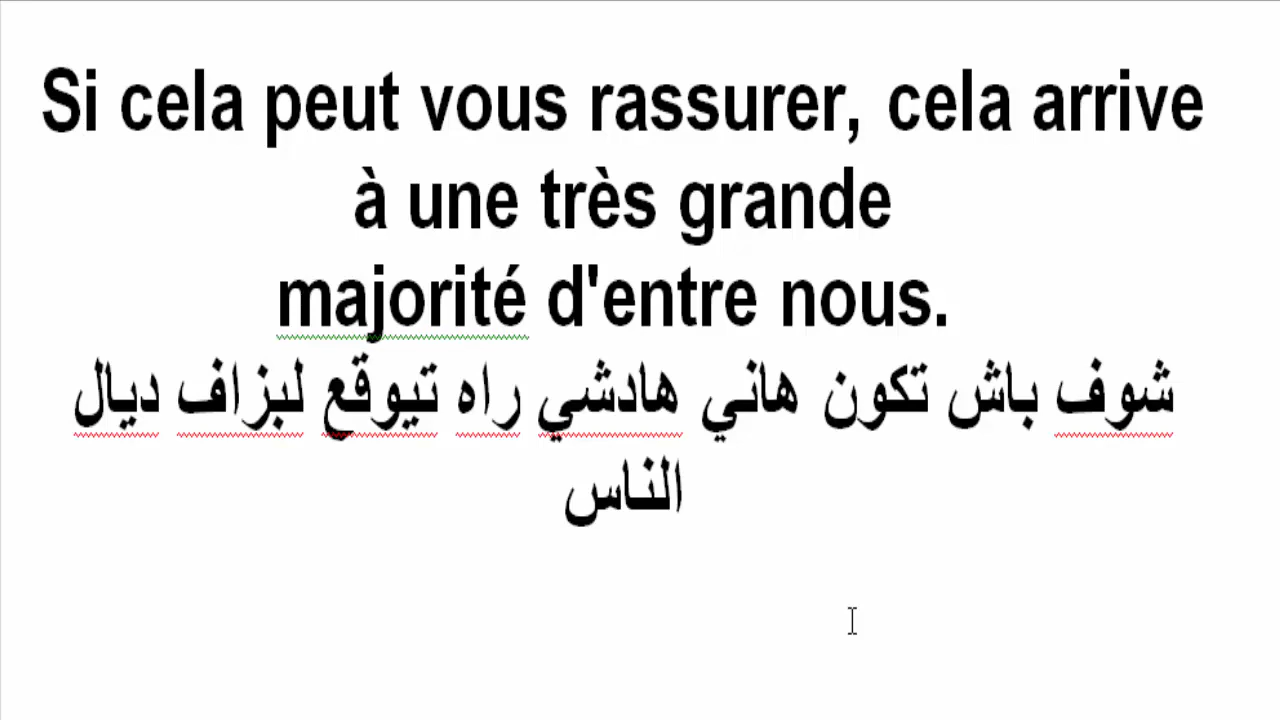 Si cela peut vous rassurer, cela arrive
à une très grande
majorité d'entre nous.
شوف باش تكون هاني هادشي راه تيوقع لبزاف ديال
الناس